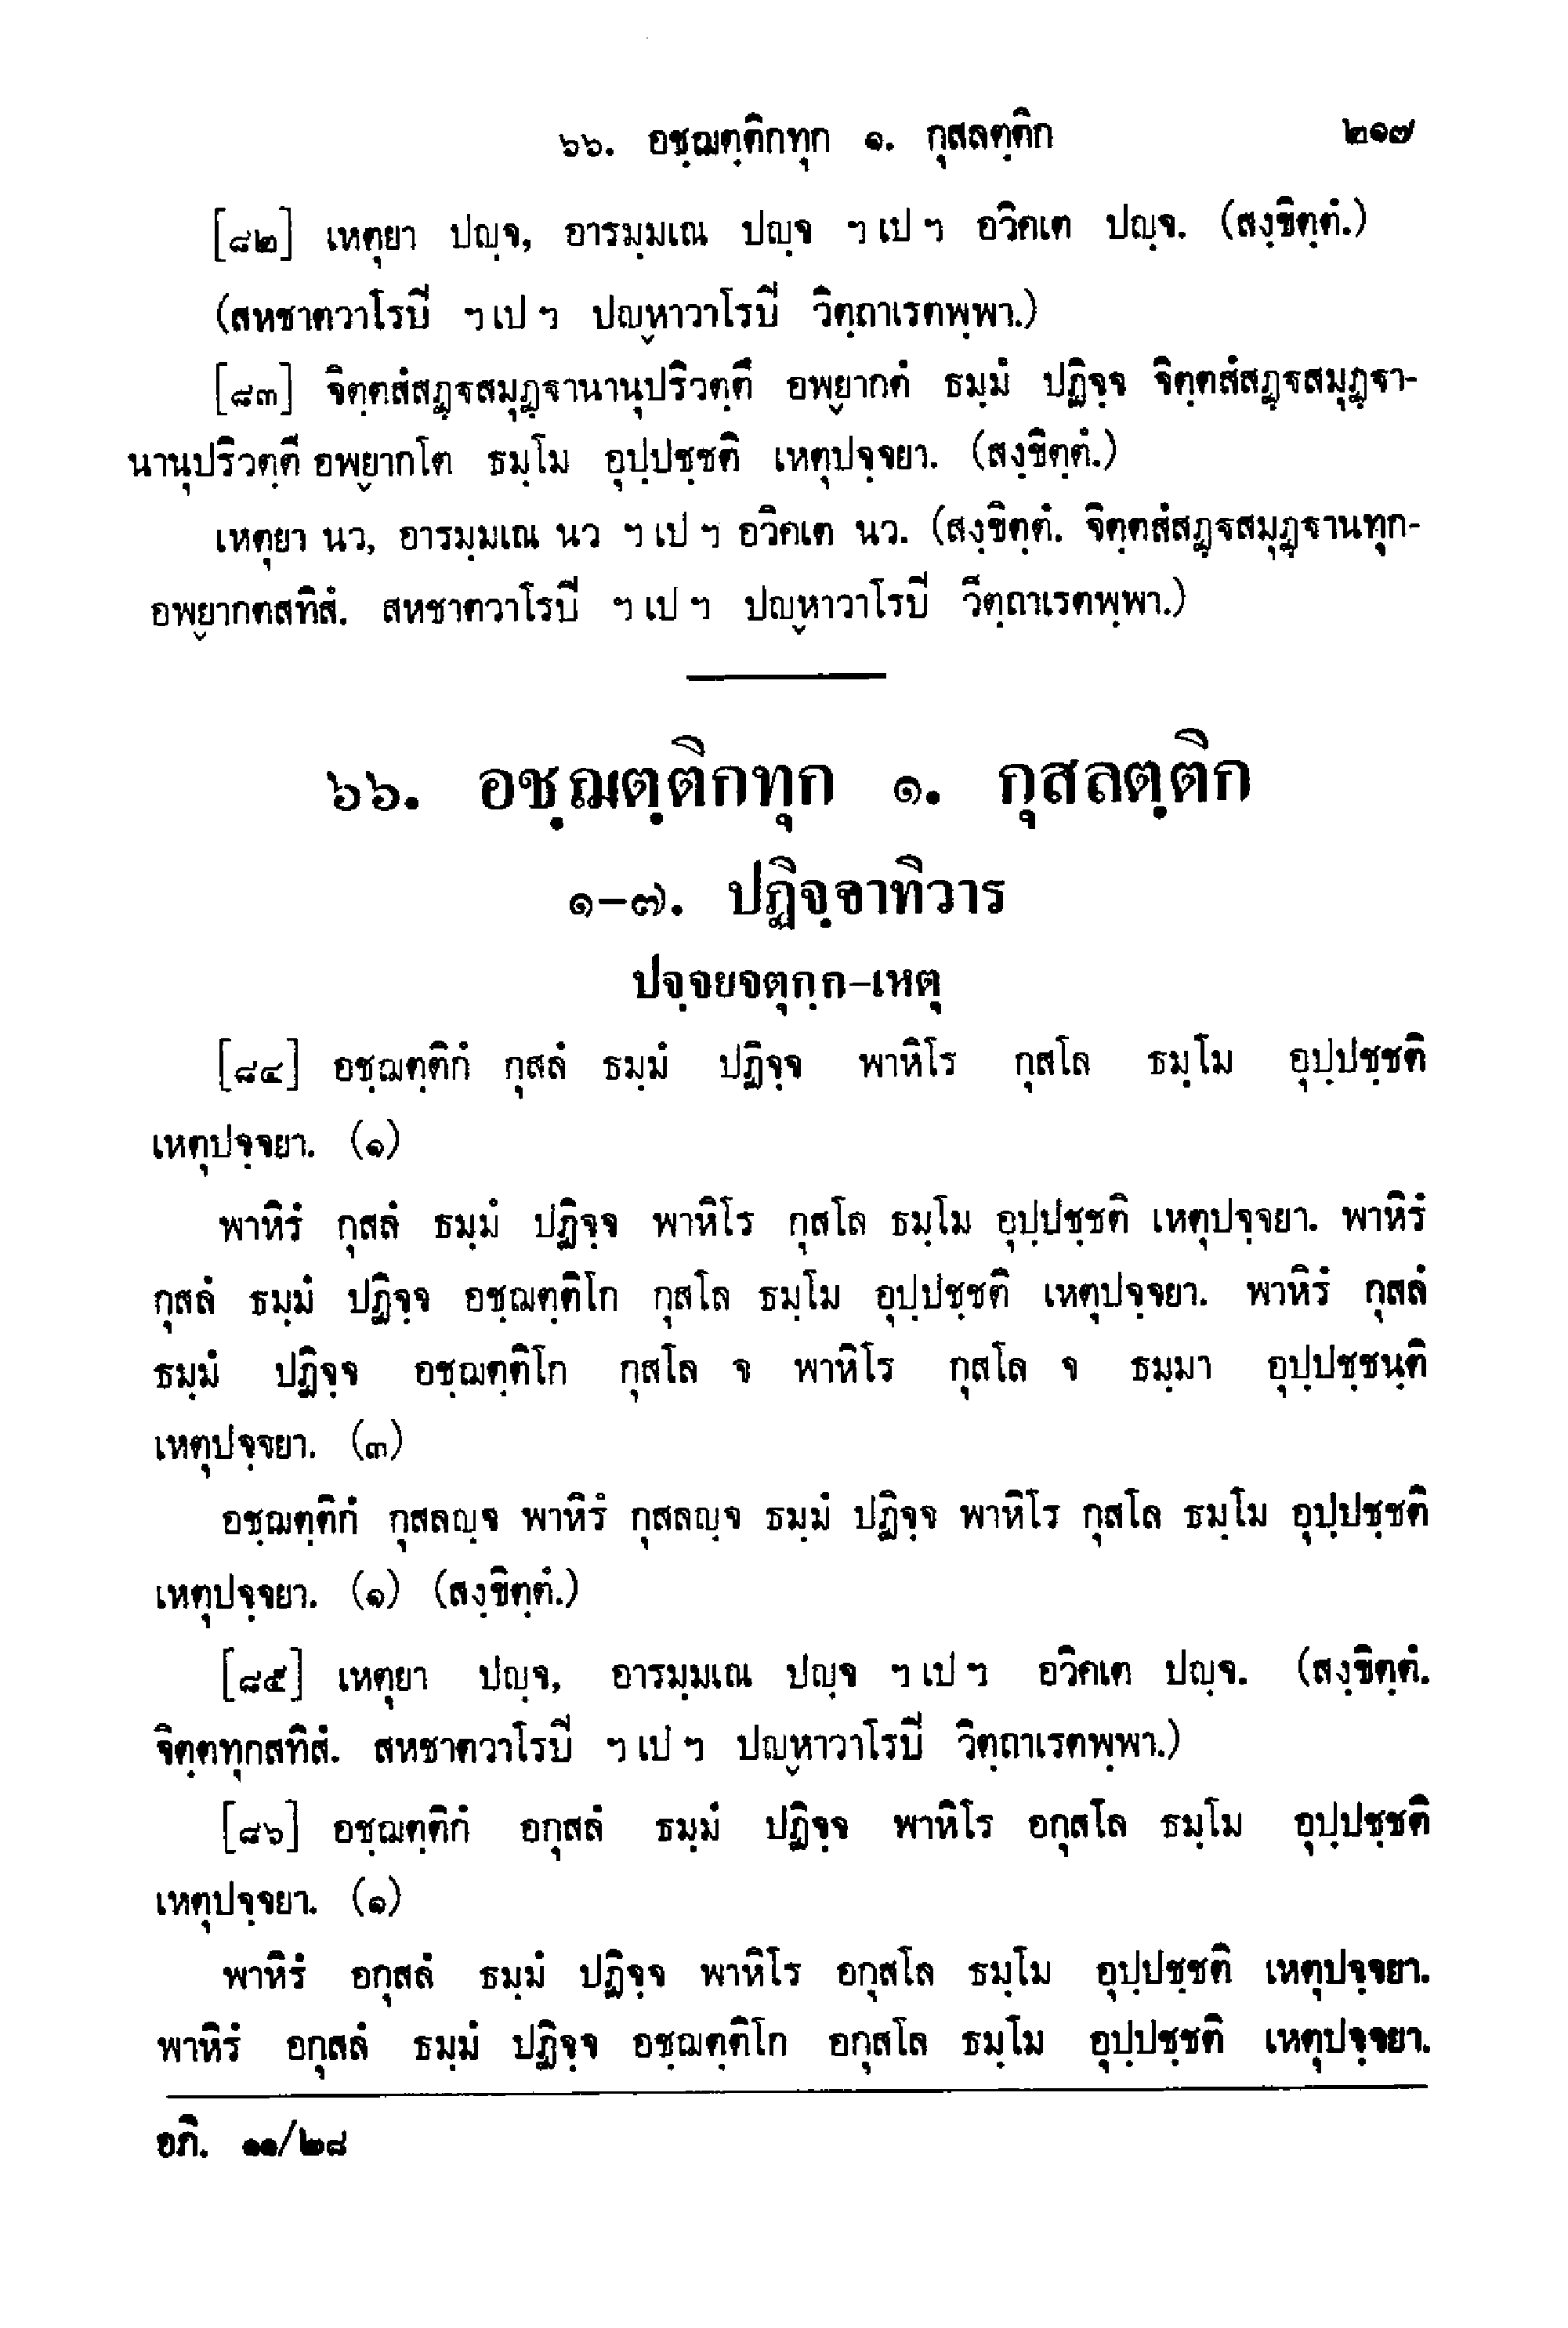 ๖๖. อชฺฌตฺติกทุก ๑. กุสลตฺติก ๒๑๗
[๘๒] เหตุยา ปญฺจ, อารมฺมเณ ปญฺจ ฯ เป ฯ อวิคเต ปญฺจ. (สงฺขิตฺตํ.)
(สหชาตวาโรปิ ฯ เป ฯ ปญฺหาวาโรปิ วิตฺถาเรตพฺพา.)
[๘๓] จิตฺตสํสฏฺฐสมุฏฺฐานานุปริวตฺตึ อพฺยากตํ ธมฺมํ ปฏิจฺจ จิตฺตสํสฏฺฐสมุฏฺฐา-
นานุปริวตฺตี อพฺยากโต ธมฺโม อุปฺปชฺชติ เหตุปจฺจยา. (สงฺขิตฺตํ.)
เหตุยา นว, อารมฺมเณ นว ฯ เป ฯ อวิคเต นว. (สงฺขิตฺตํ. จิตฺตสํสฏฺฐสมุฏฺฐานทุก-
อพฺยากตสทิสํ. สหชาตวาโรปิ ฯ เป ฯ ปญฺหาวาโรปิ วิตฺถาเรตพฺพา.)
๖๖. อชฺฌตฺติกทุก ๑. กุสลตฺติก
๑-๗. ปฏิจฺจาทิวาร
ปจฺจยจตุกฺก-เหตุ
[๘๔] อชฺฌตฺติกํ กุสลํ ธมฺมํ ปฏิจฺจ พาหิโร กุสโล ธมฺโม อุปฺปชฺชติ
เหตุปจฺจยา. (๑)
พาหิรํ กุสลํ ธมฺมํ ปฏิจฺจ พาหิโร กุสโล ธมฺโม อุปฺปชฺชติ เหตุปจฺจยา. พาหิรํ
กุสลํ ธมฺมํ ปฏิจฺจ อชฺฌตฺติโก กุสโล ธมฺโม อุปฺปชฺชติ เหตุปจฺจยา. พาหิรํ กุสลํ
ธมฺมํ ปฏิจฺจ อชฺฌตฺติโก กุสโล จ พาหิโร กุสโล จ ธมฺมา อุปฺปชฺชนฺติ
เหตุปจฺจยา. (๓)
อชฺฌตฺติกํ กุสลญฺจ พาหิรํ กุสลญฺจ ธมฺมํ ปฏิจฺจ พาหิโร กุสโล ธมฺโม อุปฺปชฺชติ
เหตุปจฺจยา. (๑) (สงฺขิตฺตํ.)
[๘๕] เหตุยา ปญฺจ, อารมฺมเณ ปญฺจ ฯ เป ฯ อวิคเต ปญฺจ. (สงฺขิตฺตํ.
จิตฺตทุกสทิสํ. สหชาตวาโรปิ ฯ เป ฯ ปญฺหาวาโรปิ วิตฺถาเรตพฺพา.)
[๘๖] อชฺฌตฺติกํ อกุสลํ ธมฺมํ ปฏิจฺจ พาหิโร อกุสโล ธมฺโม อุปฺปชฺชติ
เหตุปจฺจยา. (๑)
พาหิรํ อกุสลํ ธมฺมํ ปฏิจฺจ พาหิโร อกุสโล ธมฺโม อุปฺปชฺชติ เหตุปจฺจยา.
พาหิรํ อกุสลํ ธมฺมํ ปฏิจฺจ อชฺฌตฺติโก อกุสโล ธมฺโม อุปฺปชฺชติ เหตุปจฺจยา.
อภิ. ๑๑/๒๘